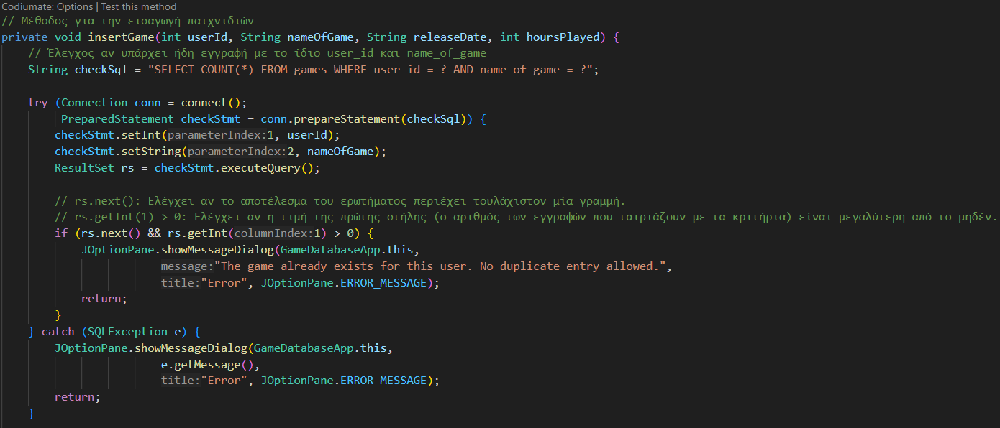 Codiumate: Options | Test this method
// Μέθοδος για την εισαγωγή παιχνιδιών
private void insertGame(int userId, String nameOfGame, String releaseDate, int hoursPlayed) {
// Έλεγχος αν υπάρχει ήδη εγγραφή με το ίδιο user_id και name_of_game
String checkSql = "SELECT COUNT(*) FROM games WHERE user_id = ? AND name_of_game = ?";
try (Connection conn = connect();
PreparedStatement checkStmt = conn.prepareStatement(checkSql)) {
checkStmt.setInt(parameterIndex:1, userId);
checkStmt.setString(parameterIndex:2, nameOfGame);
ResultSet rs = checkStmt.executeQuery();
// rs.next(): Ελέγχει αν το αποτέλεσμα του ερωτήματος περιέχει τουλάχιστον μία γραμμή.
// rs.getInt(1) > 0: Ελέγχει αν η τιμή της πρώτης στήλης (ο αριθμός των εγγραφών που ταιριάζουν με τα κριτήρια) είναι μεγαλύτερη από το μηδέν.
if (rs.next() && rs.getInt(columnIndex:1) > 0) {
JOptionPane.showMessageDialog(GameDatabaseApp.this,
message:"The game already exists for this user. No duplicate entry allowed.",
title:"Error", JOptionPane.ERROR_MESSAGE);
return;
}
} catch (SQLException e) {
JOptionPane.showMessageDialog(GameDatabaseApp.this,
e.getMessage(),
title:"Error", JOptionPane.ERROR_MESSAGE);
return;
}